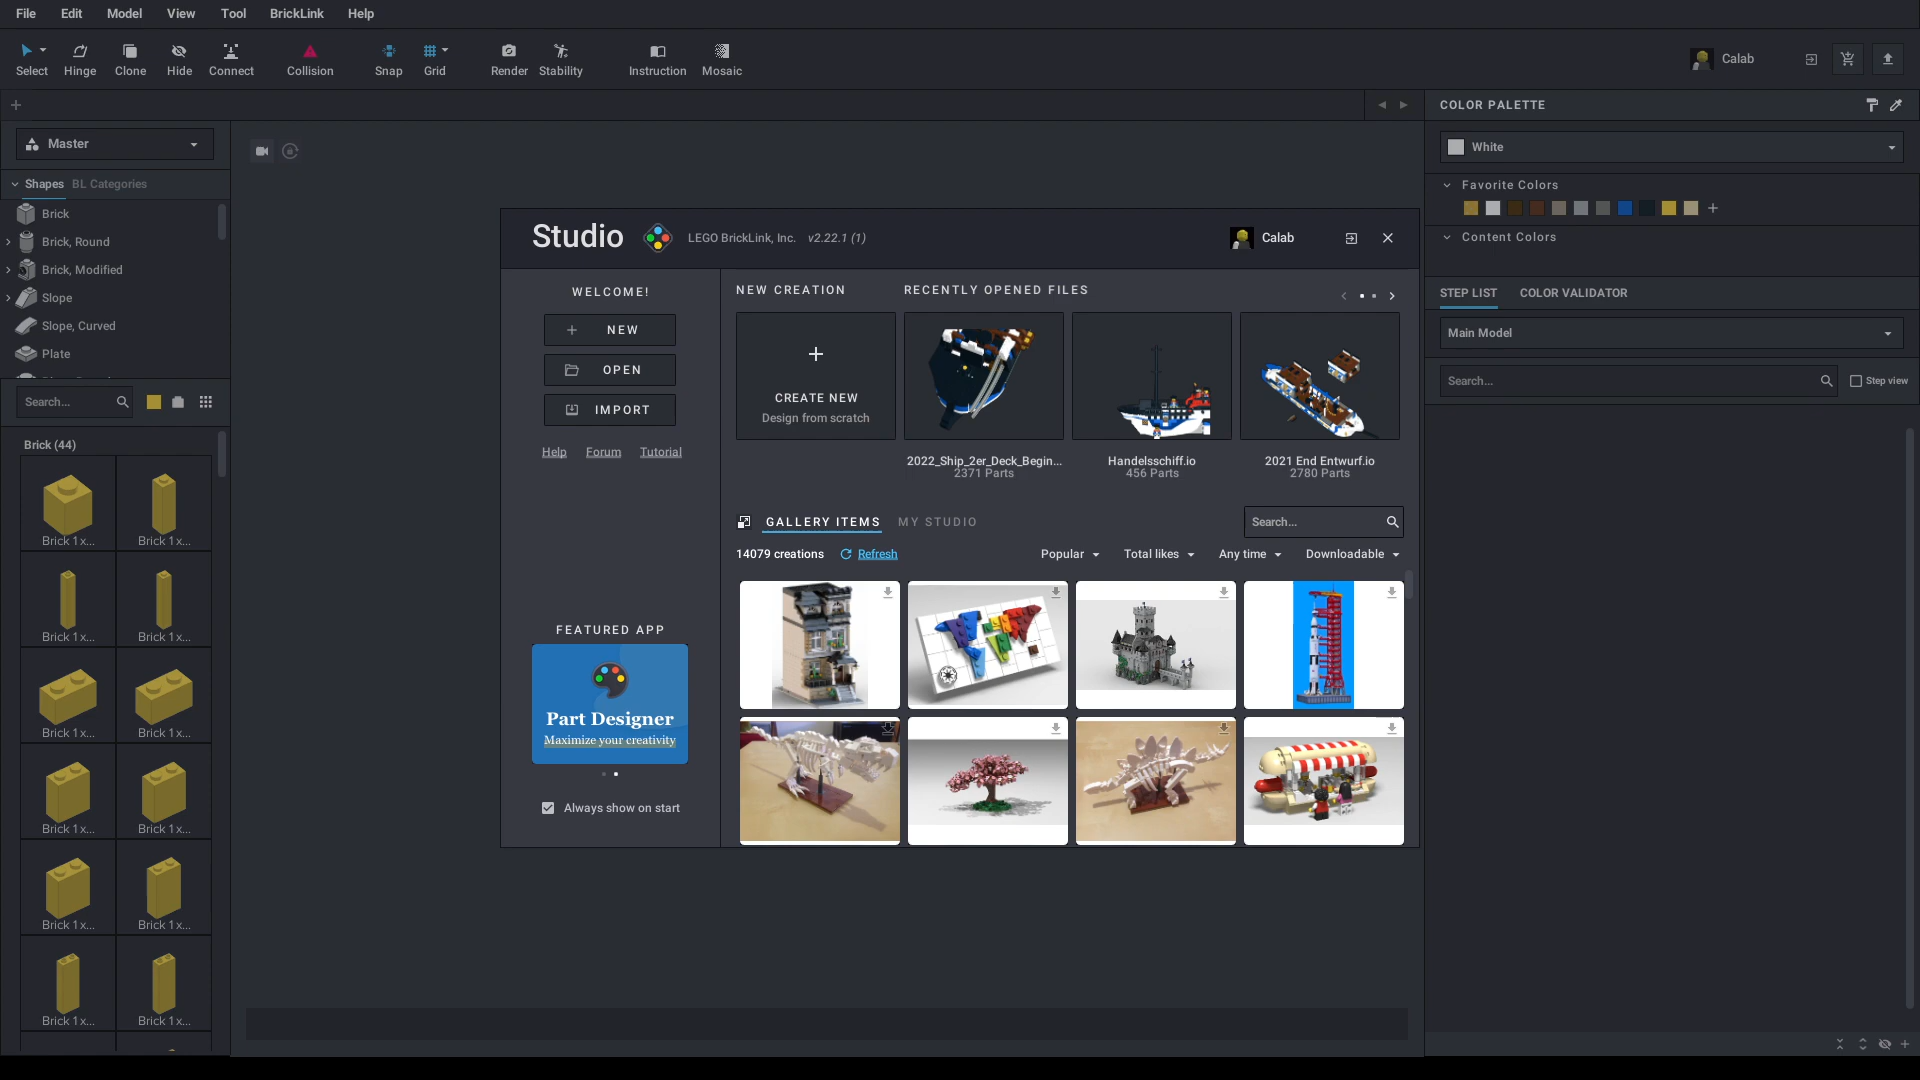 File Edit Model View Tool BrickLink Help
Select Hinge Clone Hide Connect Collision Snap Grid Render Stability Instruction Mosaic
Calab
Master
Shapes BL Categories
Brick
Brick, Round
Brick, Modified
Slope
Slope, Curved
Plate
Search...
Brick (44)
Brick 1 x... Brick 1 x...
Brick 1 x... Brick 1 x...
Brick 1 x... Brick 1 x...
Brick 1 x... Brick 1 x...
Brick 1 x... Brick 1 x...
Brick 1 x... Brick 1 x...
Studio LEGO BrickLink, Inc. v2.22.1 (1)
Calab
WELCOME!
NEW
OPEN
IMPORT
Help Forum Tutorial
FEATURED APP
Part Designer
Maximize your creativity
Always show on start
NEW CREATION RECENTLY OPENED FILES
CREATE NEW
Design from scratch
2022_Ship_2er_Deck_Begin...
2371 Parts
Handelsschiff.io
456 Parts
2021 End Entwurf.io
2780 Parts
GALLERY ITEMS MY STUDIO
Search...
14079 creations Refresh
Popular Total likes Any time Downloadable
COLOR PALETTE
White
Favorite Colors
Content Colors
STEP LIST COLOR VALIDATOR
Main Model
Search...
Step view